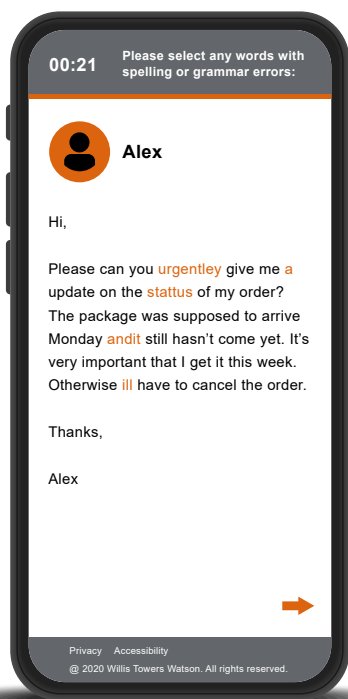 00:21
Please select any words with
spelling or grammar errors:
Alex
Hi,
Please can you urgentley give me a
update on the stattus of my order?
The package was supposed to arrive
Monday andit still hasn't come yet. It's
very important that I get it this week.
Otherwise ill have to cancel the order.
Thanks,
Alex
Privacy Accessibility
@ 2020 Willis Towers Watson. All rights reserved.